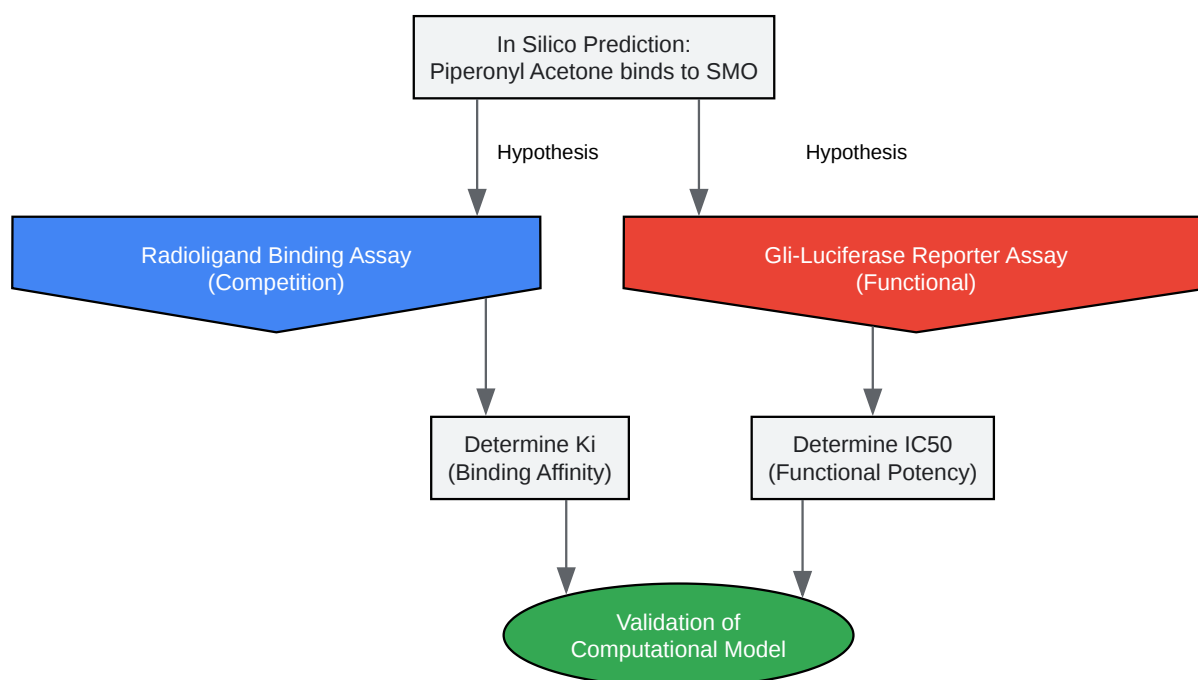 In Silico Prediction:
Piperonyl Acetone binds to SMO
Hypothesis
Hypothesis
Radioligand Binding Assay
(Competition)
Gli-Luciferase Reporter Assay
(Functional)
Determine Ki
(Binding Affinity)
Determine IC50
(Functional Potency)
Validation of
Computational Model